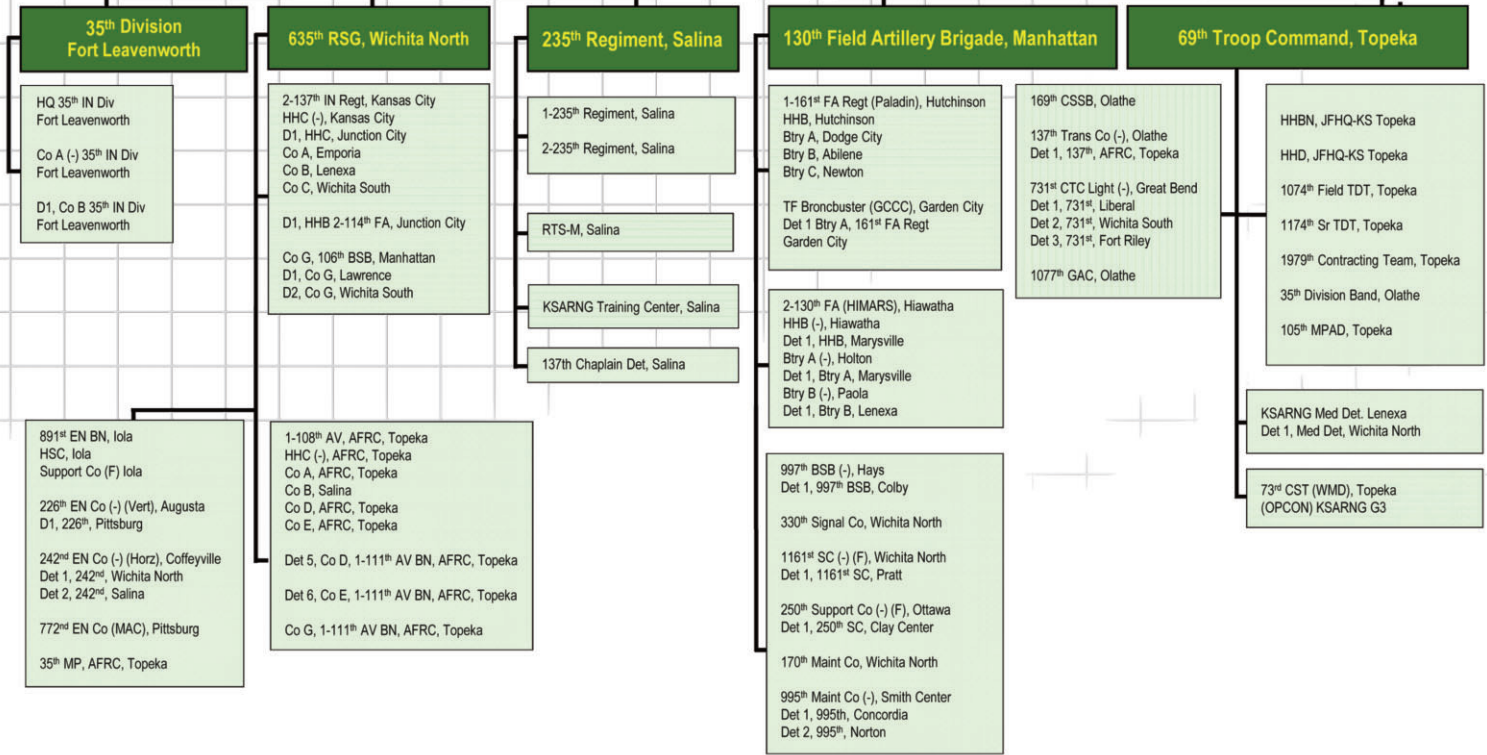 35th Division
Fort Leavenworth
HQ 35th IN Div
Fort Leavenworth
Co A (-) 35th IN Div
Fort Leavenworth
D1, Co B 35th IN Div
Fort Leavenworth
635th RSG, Wichita North
2-137th IN Regt, Kansas City
HHC (-), Kansas City
D1, HHC, Junction City
Co A, Emporia
Co B, Lenexa
Co C, Wichita South
D1, HHB 2-114th FA, Junction City
Co G, 106th BSB, Manhattan
D1, Co G, Lawrence
D2, Co G, Wichita South
891st EN BN, Iola
HSC, Iola
Support Co (F) Iola
226th EN Co (-) (Vert), Augusta
D1, 226th, Pittsburg
242nd EN Co (-) (Horz), Coffeyville
Det 1, 242nd, Wichita North
Det 2, 242nd, Salina
772nd EN Co (MAC), Pittsburg
35th MP, AFRC, Topeka
1-108th AV, AFRC, Topeka
HHC (-), AFRC, Topeka
Co A, AFRC, Topeka
Co B, Salina
Co D, AFRC, Topeka
Co E, AFRC, Topeka
Det 5, Co D, 1-111th AV BN, AFRC, Topeka
Det 6, Co E, 1-111th AV BN, AFRC, Topeka
Co G, 1-111th AV BN, AFRC, Topeka
235th Regiment, Salina
1-235th Regiment, Salina
2-235th Regiment, Salina
RTS-M, Salina
KSARNG Training Center, Salina
137th Chaplain Det, Salina
130th Field Artillery Brigade, Manhattan
1-161st FA Regt (Paladin), Hutchinson
HHB, Hutchinson
Btry A, Dodge City
Btry B, Abilene
Btry C, Newton
TF Broncbuster (GCCC), Garden City
Det 1 Btry A, 161st FA Regt
Garden City
2-130th FA (HIMARS), Hiawatha
HHB (-), Hiawatha
Det 1, HHB, Marysville
Btry A (-), Holton
Det 1, Btry A, Marysville
Btry B (-), Paola
Det 1, Btry B, Lenexa
997th BSB (-), Hays
Det 1, 997th BSB, Colby
330th Signal Co, Wichita North
1161st SC (-) (F), Wichita North
Det 1, 1161st SC, Pratt
250th Support Co (-) (F), Ottawa
Det 1, 250th SC, Clay Center
170th Maint Co, Wichita North
995th Maint Co (-), Smith Center
Det 1, 995th, Concordia
Det 2, 995th, Norton
69th Troop Command, Topeka
169th CSSB, Olathe
137th Trans Co (-), Olathe
Det 1, 137th, AFRC, Topeka
731st CTC Light (-), Great Bend
Det 1, 731st, Liberal
Det 2, 731st, Wichita South
Det 3, 731st, Fort Riley
1077th GAC, Olathe
HHBN, JFHQ-KS Topeka
HHD, JFHQ-KS Topeka
1074th Field TDT, Topeka
1174th Sr TDT, Topeka
1979th Contracting Team, Topeka
35th Division Band, Olathe
105th MPAD, Topeka
KSARNG Med Det. Lenexa
Det 1, Med Det, Wichita North
73rd CST (WMD), Topeka
(OPCON) KSARNG G3